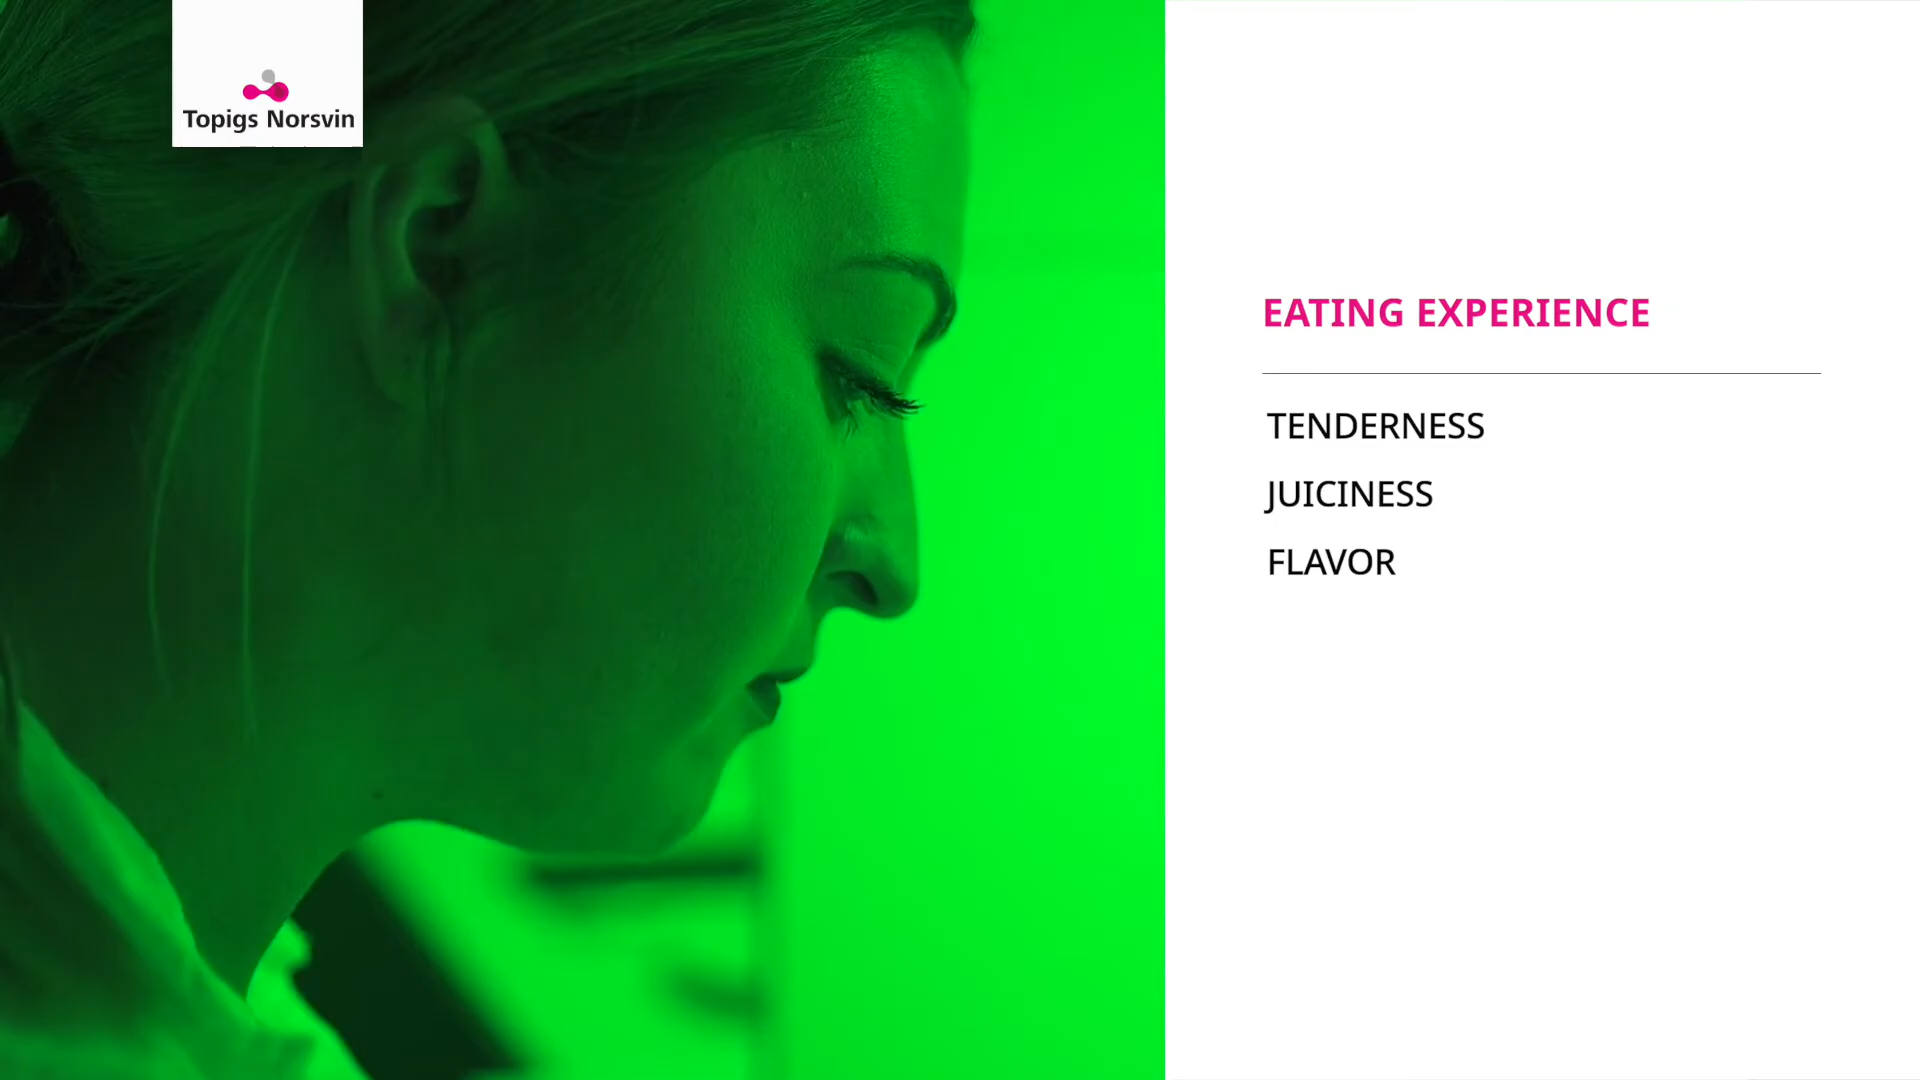 Topigs Norsvin
EATING EXPERIENCE
TENDERNESS
JUICINESS
FLAVOR